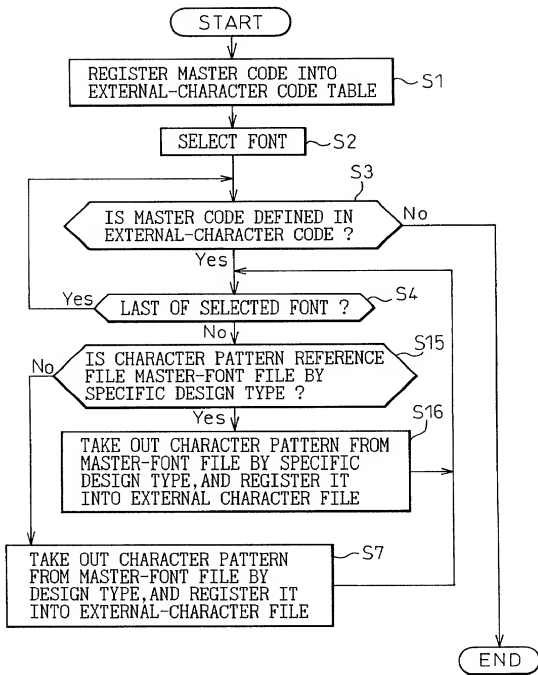 START
REGISTER MASTER CODE INTO
EXTERNAL-CHARACTER CODE TABLE
S1
SELECT FONT
S2
S3
IS MASTER CODE DEFINED IN
EXTERNAL-CHARACTER CODE ?
No
Yes
Yes
LAST OF SELECTED FONT ?
S4
No
No
IS CHARACTER PATTERN REFERENCE
FILE MASTER-FONT FILE BY
SPECIFIC DESIGN TYPE ?
S15
Yes
S16
TAKE OUT CHARACTER PATTERN FROM
MASTER-FONT FILE BY SPECIFIC
DESIGN TYPE,AND REGISTER IT
INTO EXTERNAL CHARACTER FILE
S7
TAKE OUT CHARACTER PATTERN
FROM MASTER-FONT FILE BY
DESIGN TYPE,AND REGISTER IT
INTO EXTERNAL-CHARACTER FILE
END